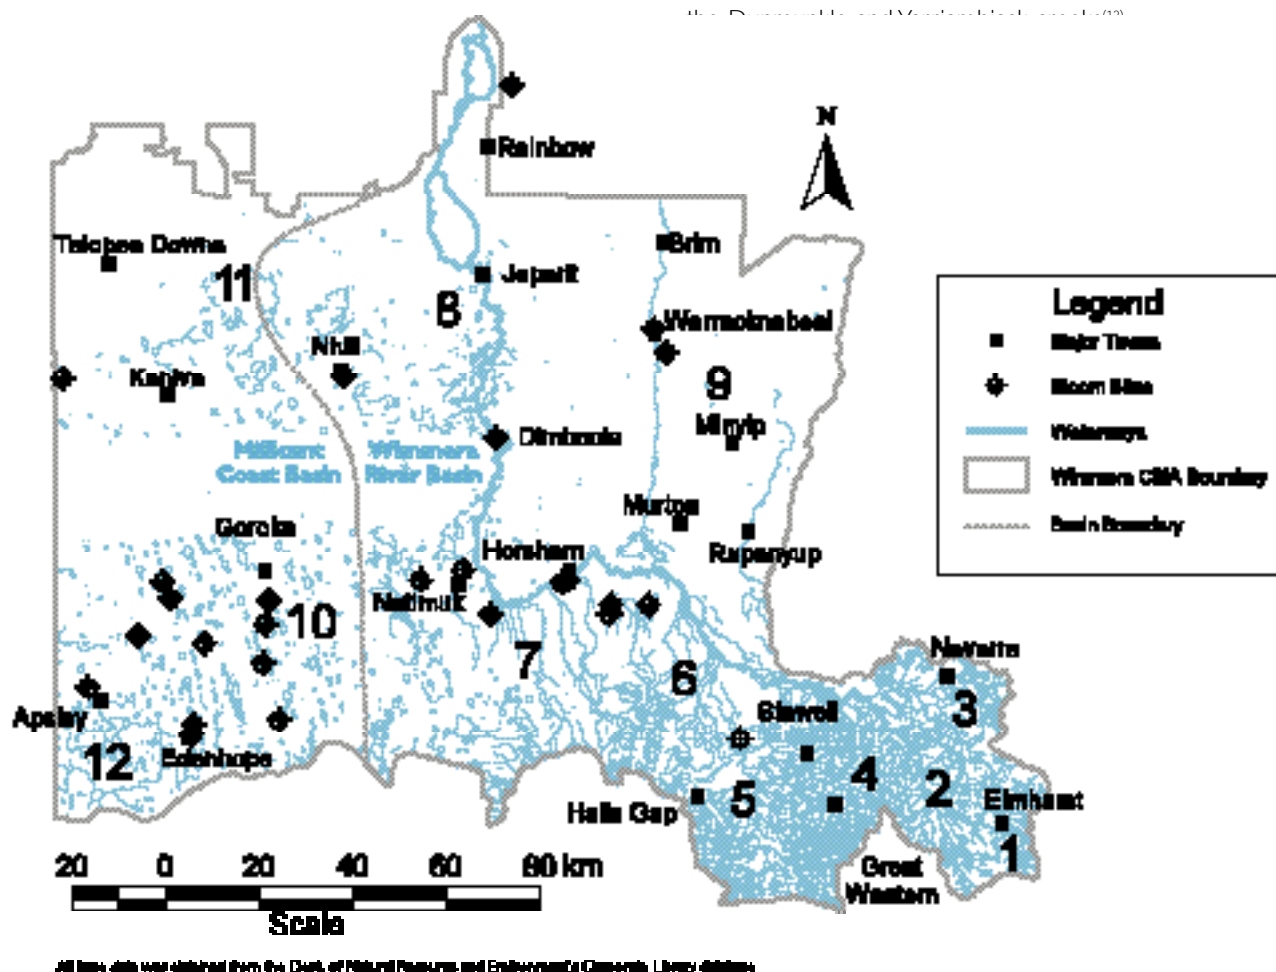 N
Rainbow
Brim
11
Jeparit
8
Legend
Warracknabeal
Major Towns
Nhill
Kaniva
9
Bloom Sites
Minyip
Dimboola
Waterways
Millicent
Coast Basin
Wimmera
River Basin
Wimmera CMA Boundary
Murtoa
Goroke
Basin Boundary
Horsham
Rupanyup
Natimuk
10
7
6
Navarre
3
Apsley
Stawell
12
Edenhope
4
2
5
Elmhurst
Halls Gap
1
20 0 20 40 60 80 km
Great
Western
Scale